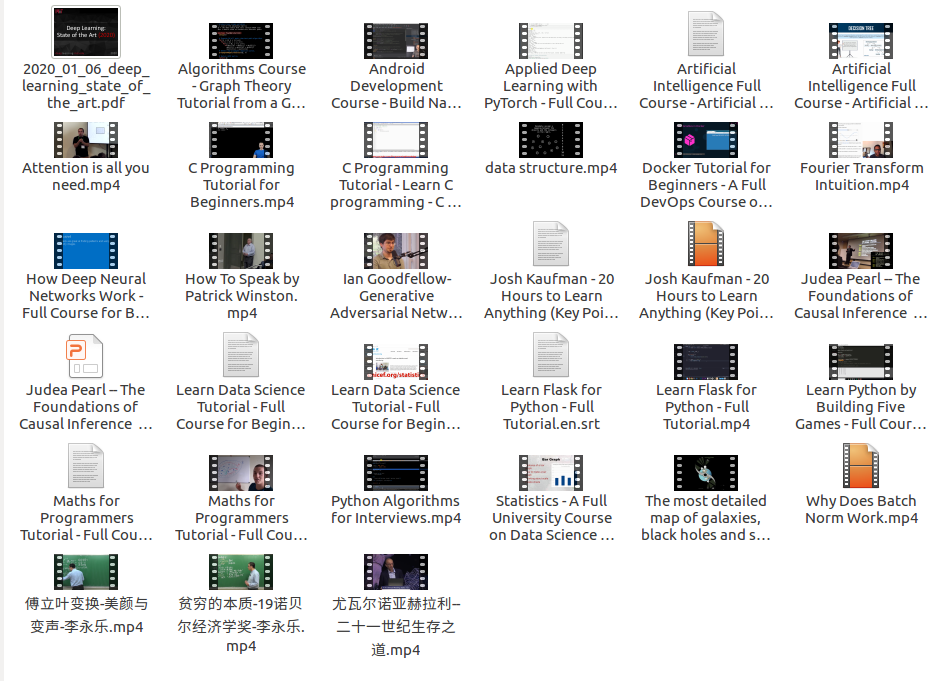 Deep Learning:
State of the Art
2020_01_06_deep_
learning_state_of_
the_art.pdf
Algorithms Course
- Graph Theory
Tutorial from a G...
Android
Development
Course - Build Na...
Applied Deep
Learning with
PyTorch - Full Cou...
Artificial
Intelligence Full
Course - Artificial ...
DECISION TREE
Artificial
Intelligence Full
Course - Artificial ...
Attention is all you
need.mp4
C Programming
Tutorial for
Beginners.mp4
C Programming
Tutorial - Learn C
programming - C ...
data structure.mp4
Docker Tutorial for
Beginners - A Full
DevOps Course o...
Fourier Transform
Intuition.mp4
How Deep Neural
Networks Work -
Full Course for B...
How To Speak by
Patrick Winston.
mp4
Ian Goodfellow-
Generative
Adversarial Netw...
Josh Kaufman - 20
Hours to Learn
Anything (Key Poi...
Josh Kaufman - 20
Hours to Learn
Anything (Key Poi...
Judea Pearl -- The
Foundations of
Causal Inference ...
P
Judea Pearl -- The
Foundations of
Causal Inference ...
Learn Data Science
Tutorial - Full
Course for Begin...
nicef.org/statisti
Learn Data Science
Tutorial - Full
Course for Begin...
Learn Flask for
Python - Full
Tutorial.en.srt
Learn Flask for
Python - Full
Tutorial.mp4
Learn Python by
Building Five
Games - Full Cour...
Maths for
Programmers
Tutorial - Full Cou...
Maths for
Programmers
Tutorial - Full Cou...
Python Algorithms
for Interviews.mp4
Bar Graph
Statistics - A Full
University Course
on Data Science ...
The most detailed
map of galaxies,
black holes and s...
Why Does Batch
Norm Work.mp4
傅立叶变换-美颜与
变声-李永乐.mp4
贫穷的本质-19诺贝
尔经济学奖-李永乐.
mp4
尤瓦尔诺亚赫拉利--
二十一世纪生存之
道.mp4